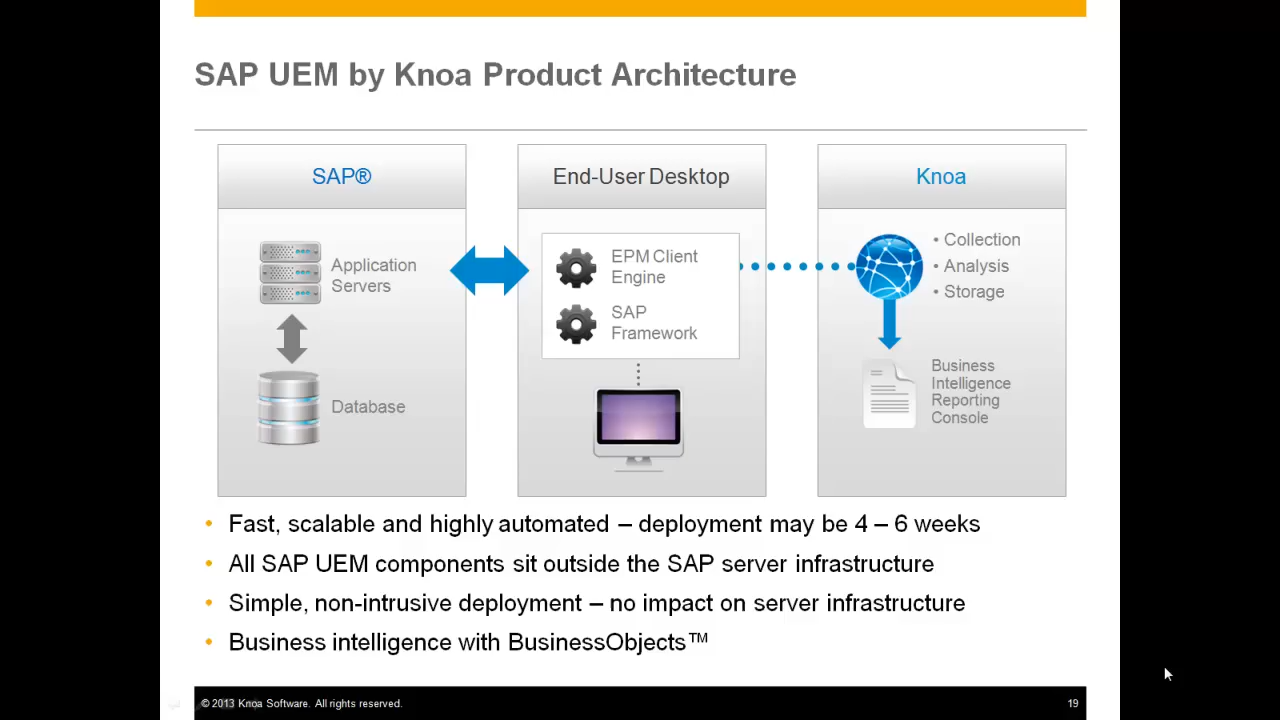 SAP UEM by Knoa Product Architecture
SAP®
Application
Servers
Database
End-User Desktop
EPM Client
Engine
SAP
Framework
Knoa
• Collection
• Analysis
• Storage
Business
Intelligence
Reporting
Console
• Fast, scalable and highly automated – deployment may be 4 – 6 weeks
• All SAP UEM components sit outside the SAP server infrastructure
• Simple, non-intrusive deployment – no impact on server infrastructure
• Business intelligence with BusinessObjects™
© 2013 Knoa Software. All rights reserved.
19